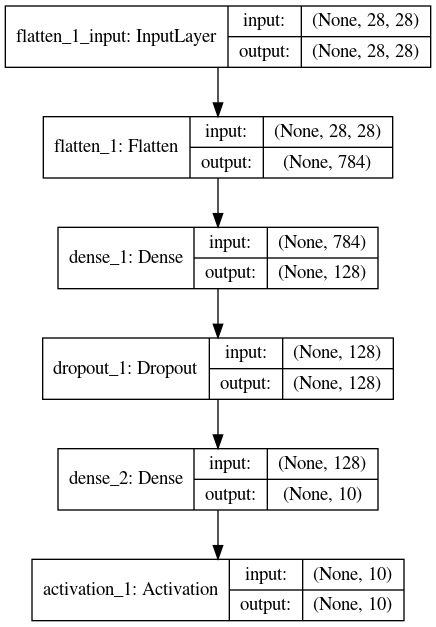 flatten_1_input: InputLayer
input: (None, 28, 28)
output: (None, 28, 28)
flatten_1: Flatten
input: (None, 28, 28)
output: (None, 784)
dense_1: Dense
input: (None, 784)
output: (None, 128)
dropout_1: Dropout
input: (None, 128)
output: (None, 128)
dense_2: Dense
input: (None, 128)
output: (None, 10)
activation_1: Activation
input: (None, 10)
output: (None, 10)